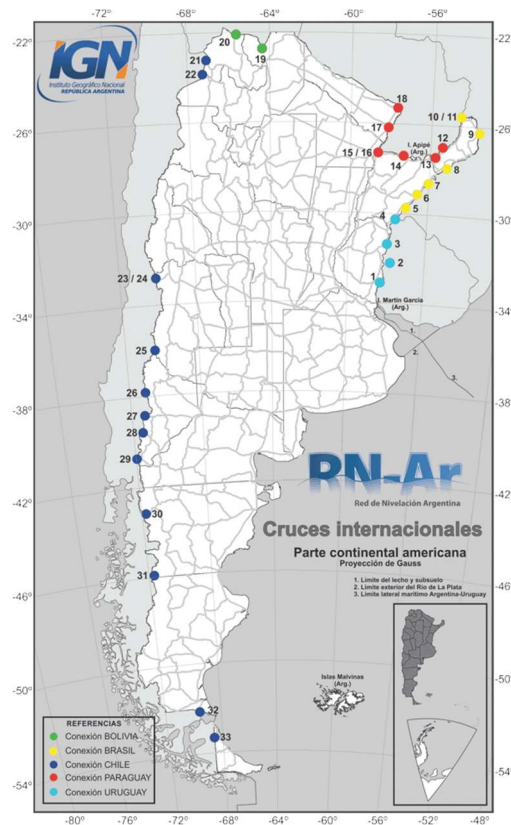 -72°
-68°
-64°
-60°
-56°
-22°
-22
-26°
-26°
-30°
-30°
-34°
-34°
-38°
-38°
-42°
-42
-46°
-46°
-50°
-50°
-54°
-54°
-80°
-76°
-72°
-68°
-64°
-60°
-56°
-52°
IGN
Instituto Geográfico Nacional
REPÚBLICA ARGENTINA
20
19
21
22
18
17
15 / 16
14
I. Apipé
(Arg.)
13
12
10 / 11
9
8
7
6
5
4
3
2
1
I. Martín García
(Arg.)
1.
2.
3.
23 / 24
25
26
27
28
29
30
31
32
33
RN-Ar
Red de Nivelación Argentina
Cruces internacionales
Parte continental americana
Proyección de Gauss
1. Límite del lecho y subsuelo
2. Límite exterior del Río de La Plata
3. Límite lateral marítimo Argentina-Uruguay
Islas Malvinas
(Arg.)
REFERENCIAS
Conexión BOLIVIA
Conexión BRASIL
Conexión CHILE
Conexión PARAGUAY
Conexión URUGUAY